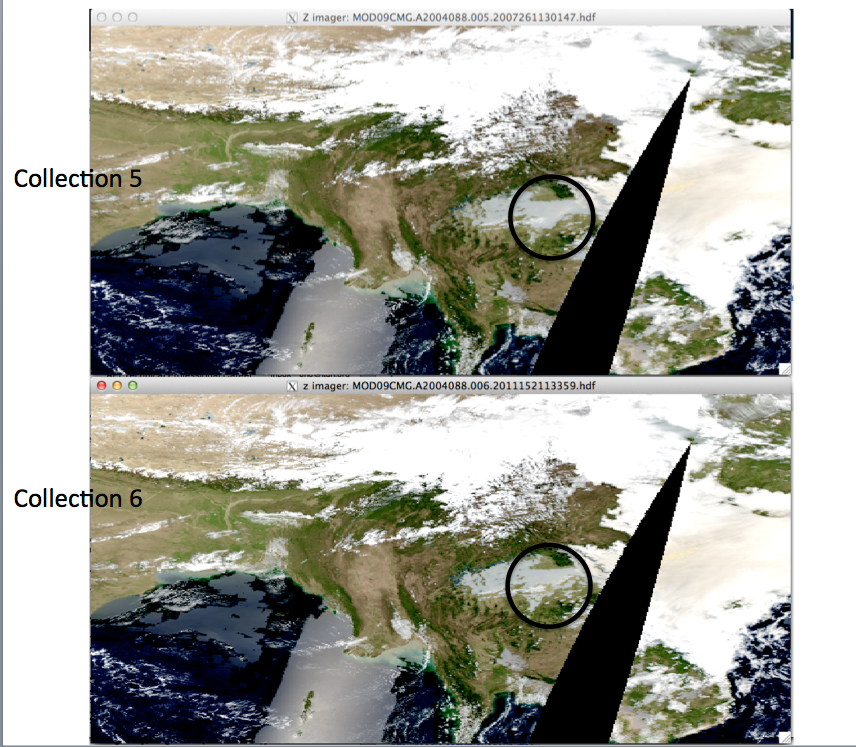 Z imager: MOD09CMG.A2004088.005.2007261130147.hdf
Collection 5
z imager: MOD09CMG.A2004088.006.2011152113359.hdf
Collection 6